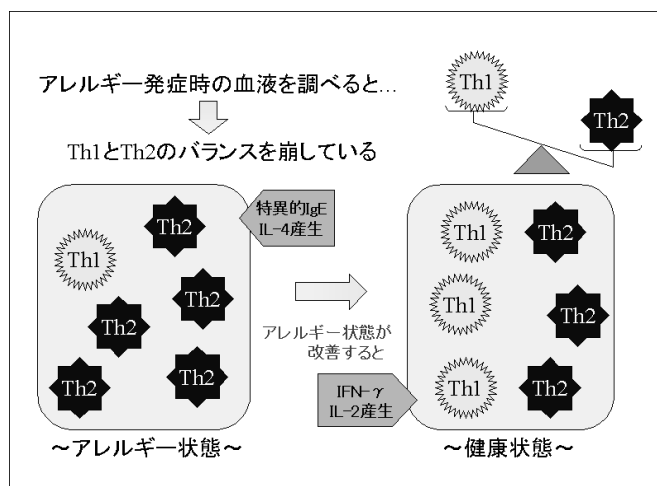 アレルギー発症時の血液を調べると…
Th1とTh2のバランスを崩している
Th1
Th2
特異的IgE
IL-4産生
Th2
Th1
Th2
Th2
Th2
Th2
～アレルギー状態～
アレルギー状態が
改善すると
IFN-γ
IL-2産生
Th1
Th2
Th1
Th2
Th1
Th2
～健康状態～